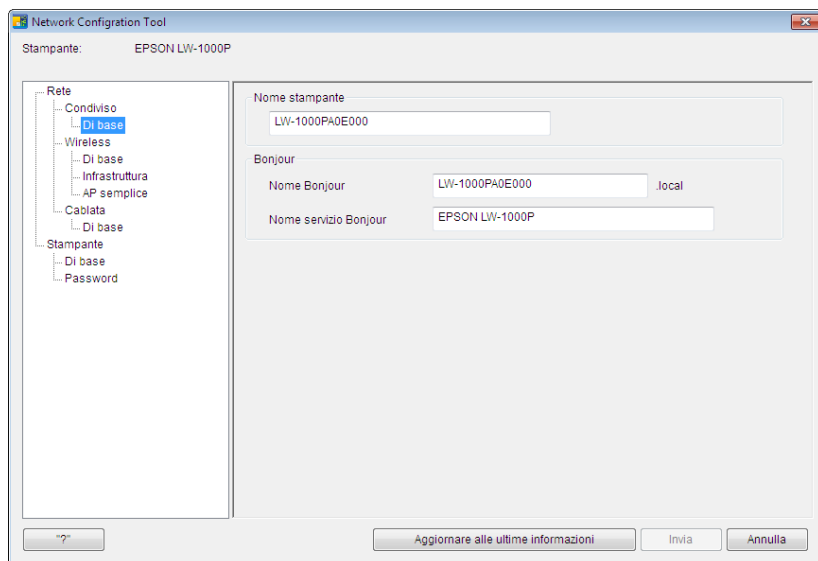 Network Configration Tool
Stampante: EPSON LW-1000P
Rete
Condiviso
Di base
Wireless
Di base
Infrastruttura
AP semplice
Cablata
Di base
Stampante
Di base
Password
Nome stampante
LW-1000PA0E000
Bonjour
Nome Bonjour LW-1000PA0E000 .local
Nome servizio Bonjour EPSON LW-1000P
"?" Aggiornare alle ultime informazioni Invia Annulla